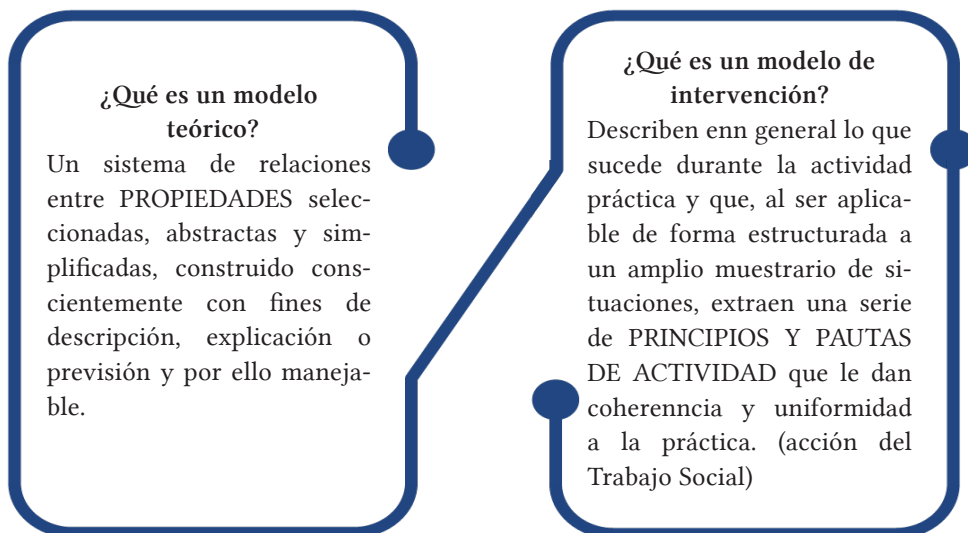 ¿Qué es un modelo
teórico?
Un sistema de relaciones
entre PROPIEDADES selec-
cionadas, abstractas y sim-
plificadas, construido cons-
cientemente con fines de
descripción, explicación o
previsión y por ello maneja-
ble.
¿Qué es un modelo de
intervención?
Describen enn general lo que
sucede durante la actividad
práctica y que, al ser aplica-
ble de forma estructurada a
un amplio muestrario de si-
tuaciones, extraen una serie
de PRINCIPIOS Y PAUTAS
DE ACTIVIDAD que le dan
coherenncia y uniformidad
a la práctica. (acción del
Trabajo Social)